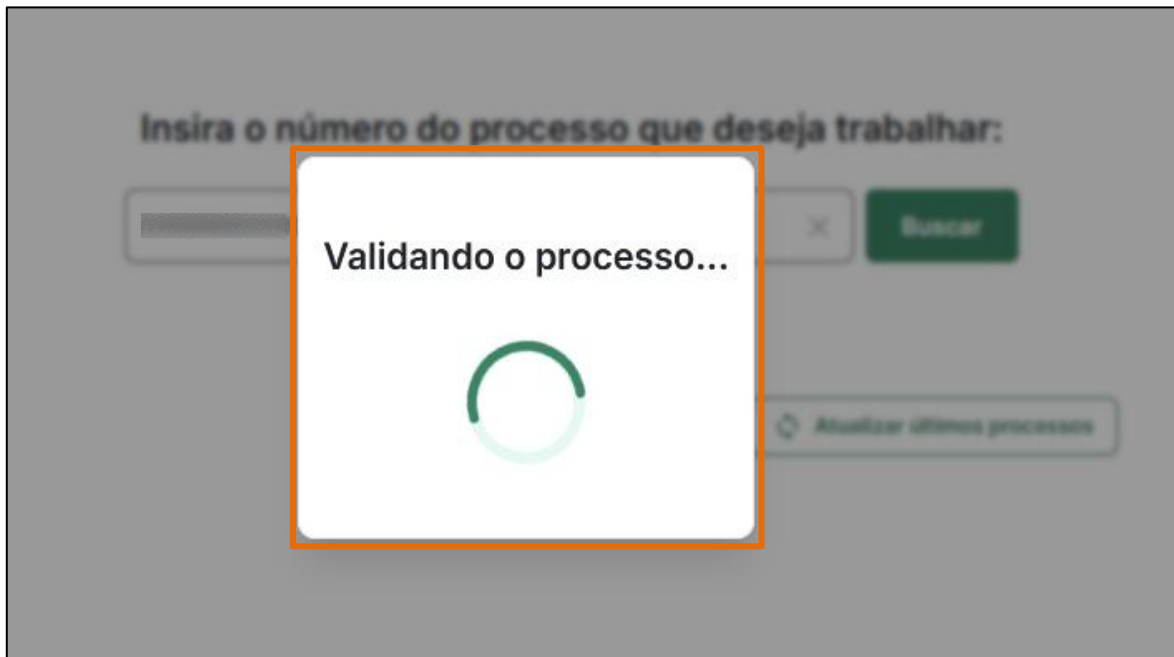 Insira o número do processo que deseja trabalhar:
Buscar
Validando o processo...
Atualizar últimos processos